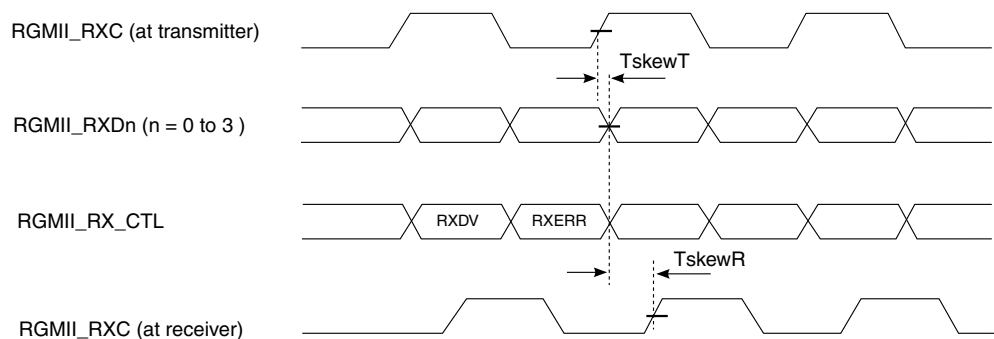 RGMII_RXC (at transmitter)
TskewT
RGMII_RXDn (n = 0 to 3 )
RGMII_RX_CTL
RXDV
RXERR
TskewR
RGMII_RXC (at receiver)